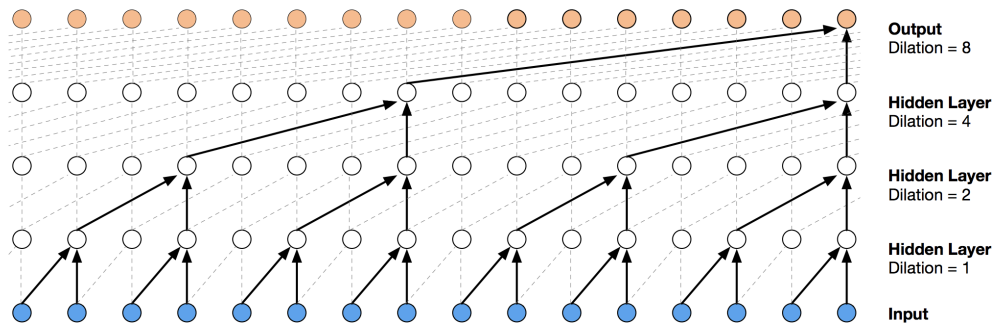 Output
Dilation = 8
Hidden Layer
Dilation = 4
Hidden Layer
Dilation = 2
Hidden Layer
Dilation = 1
Input